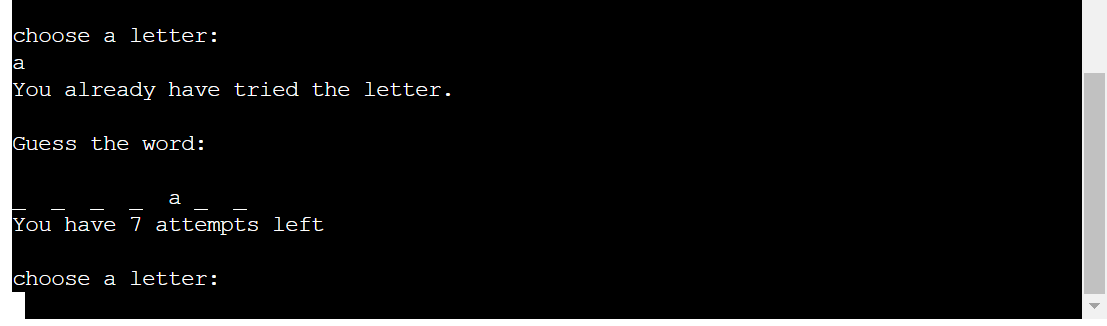 choose a letter:
a
You already have tried the letter.
Guess the word:
_  _  _  _  a _  _
You have 7 attempts left
choose a letter: